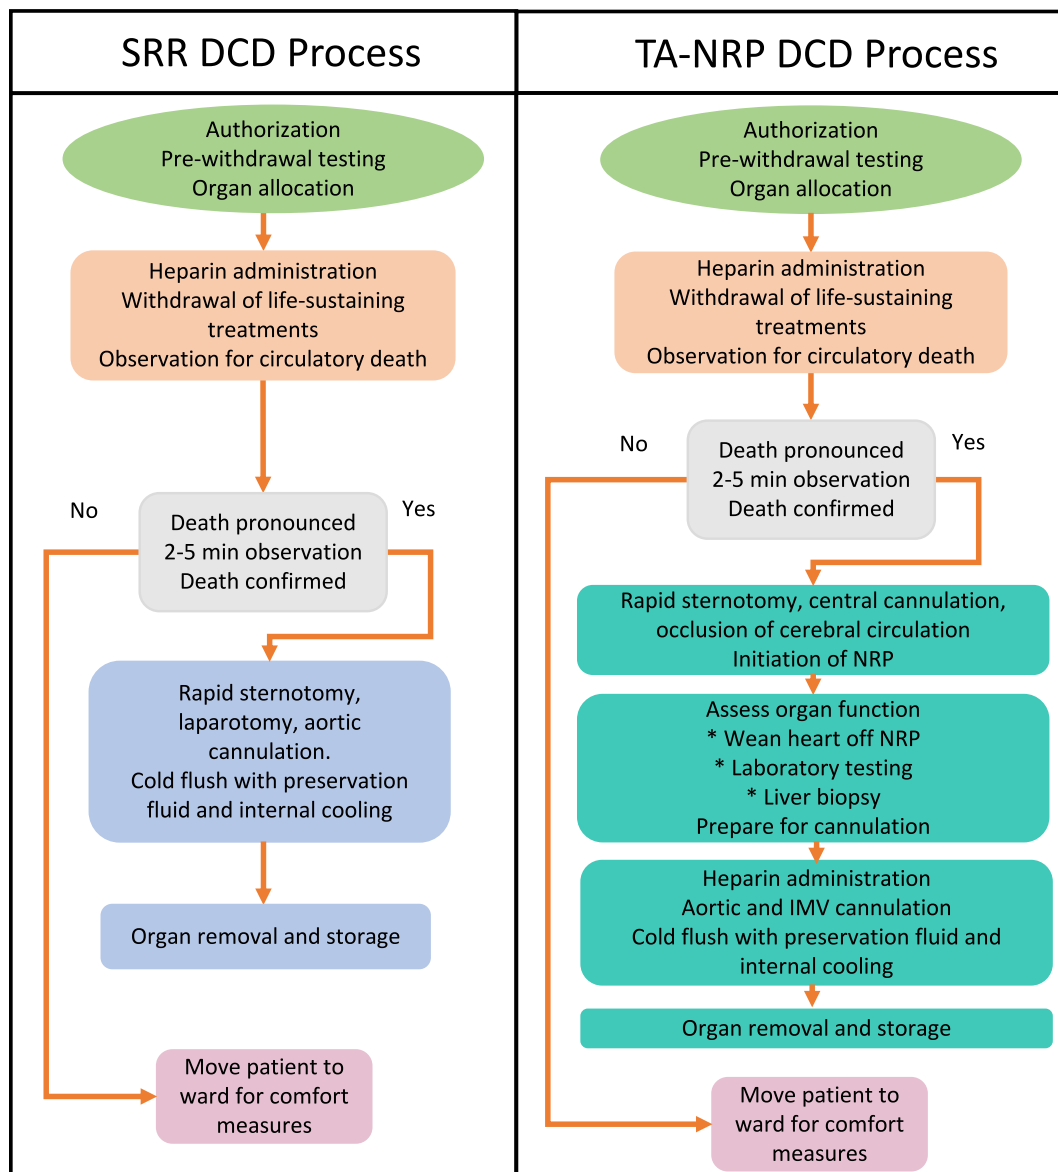 SRR DCD Process
Authorization
Pre-withdrawal testing
Organ allocation
Heparin administration
Withdrawal of life-sustaining
treatments
Observation for circulatory death
No
Yes
Death pronounced
2-5 min observation
Death confirmed
Rapid sternotomy,
laparotomy, aortic
cannulation.
Cold flush with preservation
fluid and internal cooling
Organ removal and storage
Move patient to
ward for comfort
measures
TA-NRP DCD Process
Authorization
Pre-withdrawal testing
Organ allocation
Heparin administration
Withdrawal of life-sustaining
treatments
Observation for circulatory death
No
Yes
Death pronounced
2-5 min observation
Death confirmed
Rapid sternotomy, central cannulation,
occlusion of cerebral circulation
Initiation of NRP
Assess organ function
* Wean heart off NRP
* Laboratory testing
* Liver biopsy
Prepare for cannulation
Heparin administration
Aortic and IMV cannulation
Cold flush with preservation fluid and
internal cooling
Organ removal and storage
Move patient to
ward for comfort
measures